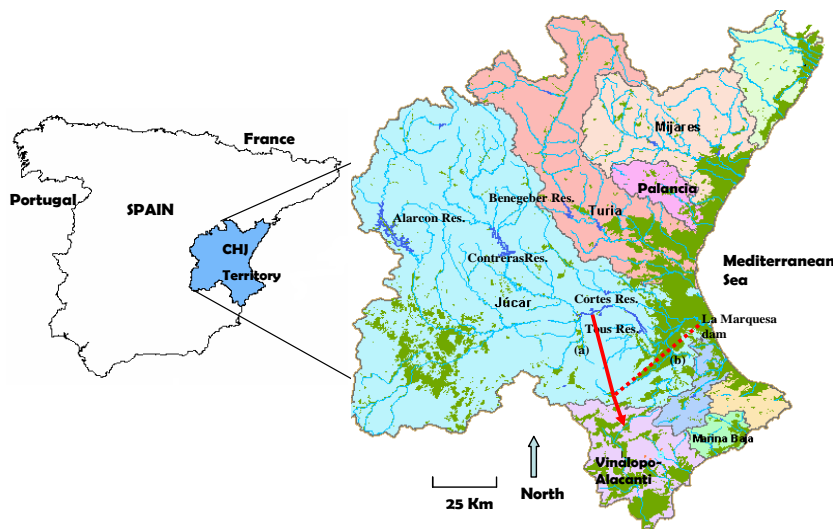 France
Portugal
SPAIN
CHJ
Territory
Mijares
Palancia
Benegeber Res.
Turia
Alarcon Res.
ContrerasRes.
Mediterranean
Sea
Júcar
Cortes Res.
Tous Res.
La Marquesa
dam
(a)
(b)
Marina Baja
Vinalopo-
Alacanti
North
25 Km